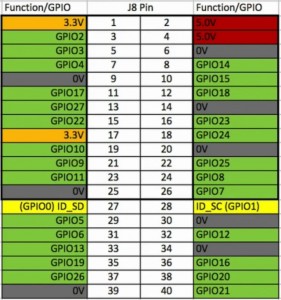 Function/GPIO J8 Pin Function/GPIO
3.3V 1 2 5.0V
GPIO2 3 4 5.0V
GPIO3 5 6 0V
GPIO4 7 8 GPIO14
0V 9 10 GPIO15
GPIO17 11 12 GPIO18
GPIO27 13 14 0V
GPIO22 15 16 GPIO23
3.3V 17 18 GPIO24
GPIO10 19 20 0V
GPIO9 21 22 GPIO25
GPIO11 23 24 GPIO8
0V 25 26 GPIO7
(GPIO0) ID_SD 27 28 ID_SC (GPIO1)
GPIO5 29 30 0V
GPIO6 31 32 GPIO12
GPIO13 33 34 0V
GPIO19 35 36 GPIO16
GPIO26 37 38 GPIO20
0V 39 40 GPIO21